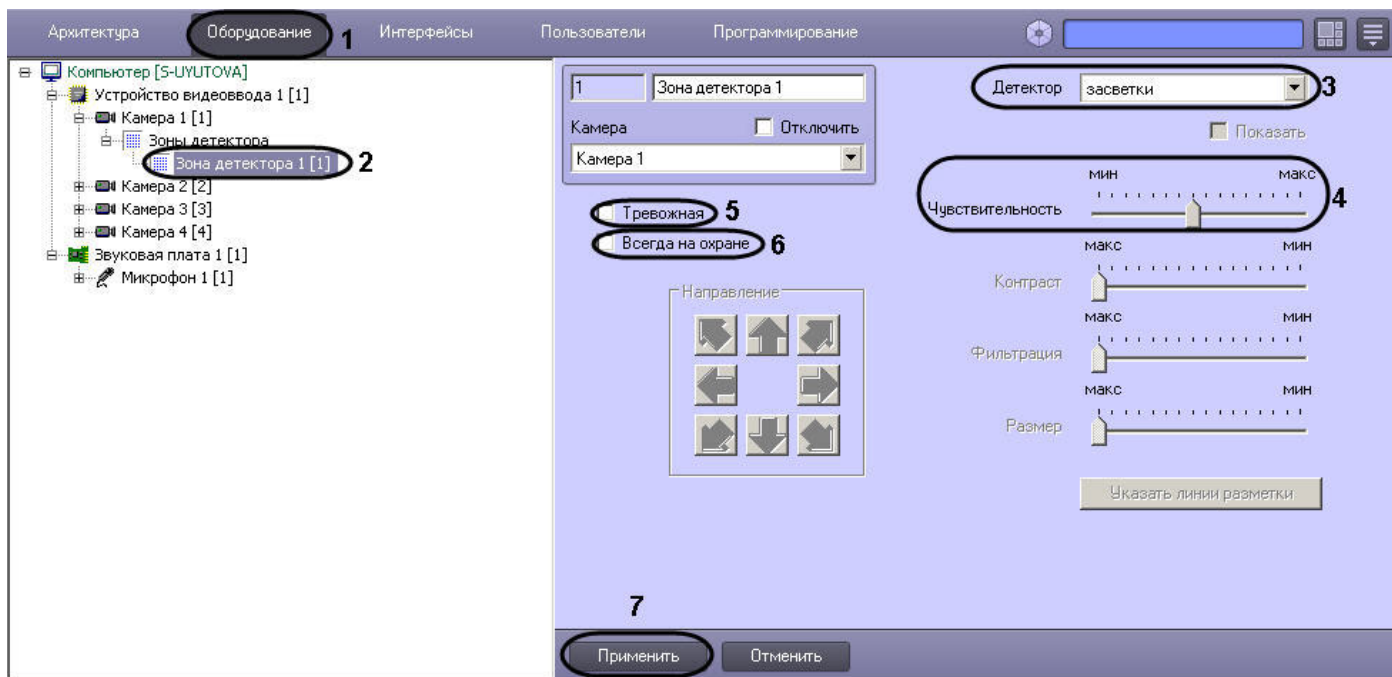 Архитектура Оборудование 1 Интерфейсы Пользователи Программирование
Компьютер [S-UYUTOVA]
Устройство видеоввода 1 [1]
Камера 1 [1]
Зоны детектора
Зона детектора 1 [1] 2
Камера 2 [2]
Камера 3 [3]
Камера 4 [4]
Звуковая плата 1 [1]
Микрофон 1 [1]
1 Зона детектора 1
Камера Отключить
Камера 1
Тревожная 5
Всегда на охране 6
Направление
Детектор засветки 3
Показать
мин макс
Чувствительность 4
макс мин
Контраст
макс мин
Фильтрация
макс мин
Размер
Указать линии разметки
7
Применить Отменить